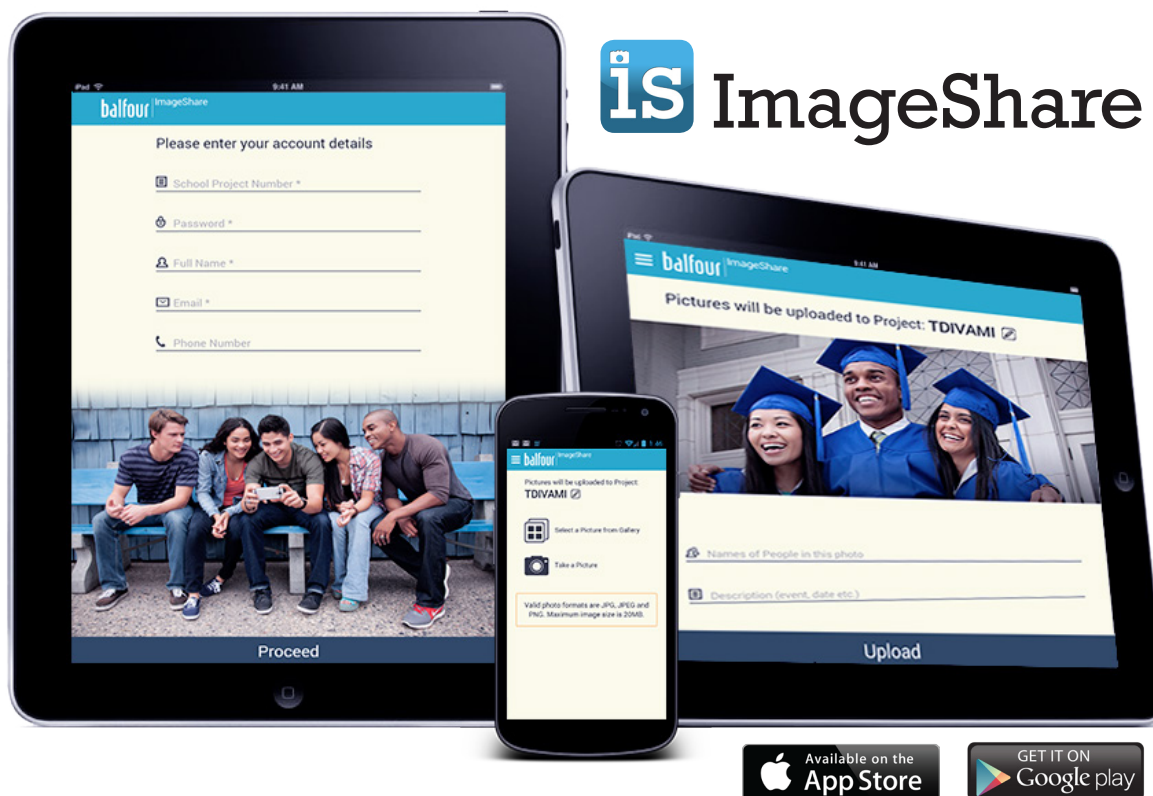 is ImageShare
iPad 9:41 AM
balfour ImageShare
Please enter your account details
School Project Number *
Password *
Full Name *
Email *
Phone Number
Proceed
balfour ImageShare
Pictures will be uploaded to Project:
TDIVAMI
Select a Picture from Gallery
Take a Picture
Valid photo formats are JPG, JPEG and
PNG. Maximum image size is 20MB.
iPad 9:41 AM
balfour ImageShare
Pictures will be uploaded to Project: TDIVAMI
Names of People in this photo
Description (event, date etc.)
Upload
Available on the
App Store
GET IT ON
Google play